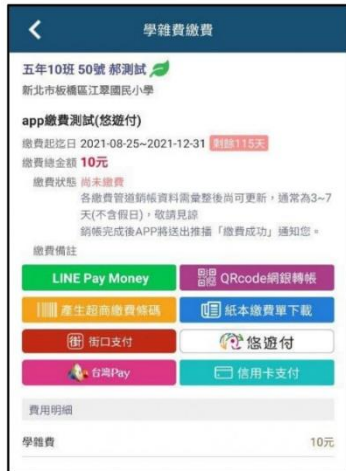 學雜費繳費
五年10班 50號 郝測試
新北市板橋區江翠國民小學
app繳費測試(悠遊付)
繳費起迄日 2021-08-25~2021-12-31 剩餘115天
繳費總金額 10元
繳費狀態 尚未繳費
各繳費管道銷帳資料需彙整後尚可更新，通常為3~7
天(不含假日)，敬請見諒
銷帳完成後APP將送出推播「繳費成功」通知您。
繳費備註
LINE Pay Money
QRcode網銀轉帳
產生超商繳費條碼
紙本繳費單下載
街 街口支付
悠遊付
台灣Pay
信用卡支付
費用明細
學雜費 10元